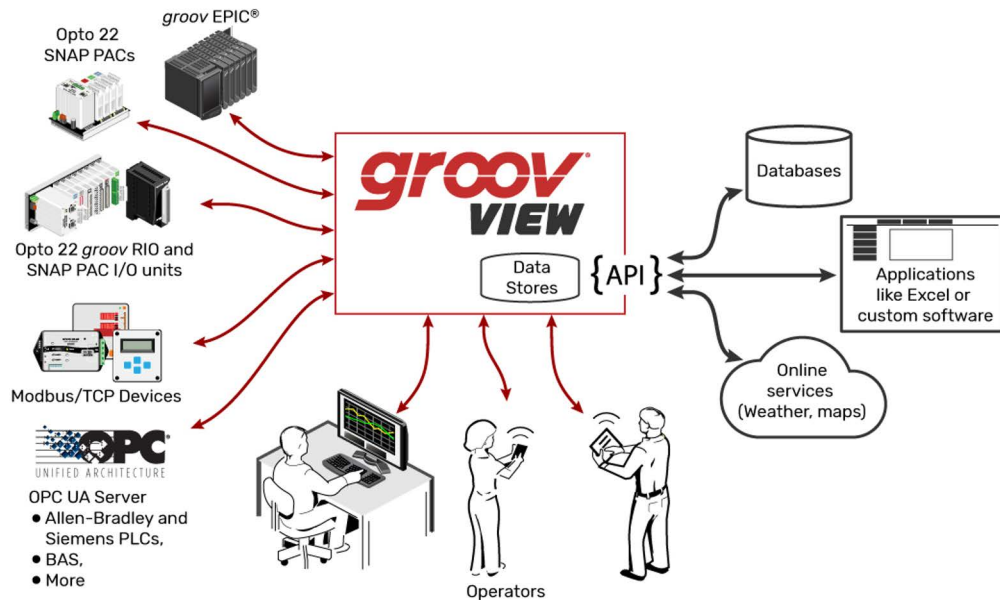 groov EPIC®
Opto 22
SNAP PACs
Opto 22 groov RIO and
SNAP PAC I/O units
Modbus/TCP Devices
OPC
UNIFIED ARCHITECTURE
OPC UA Server
• Allen-Bradley and
Siemens PLCs,
• BAS,
• More
groov®
VIEW
Data
Stores
{API}
Databases
Applications
like Excel or
custom software
Online
services
(Weather, maps)
Operators